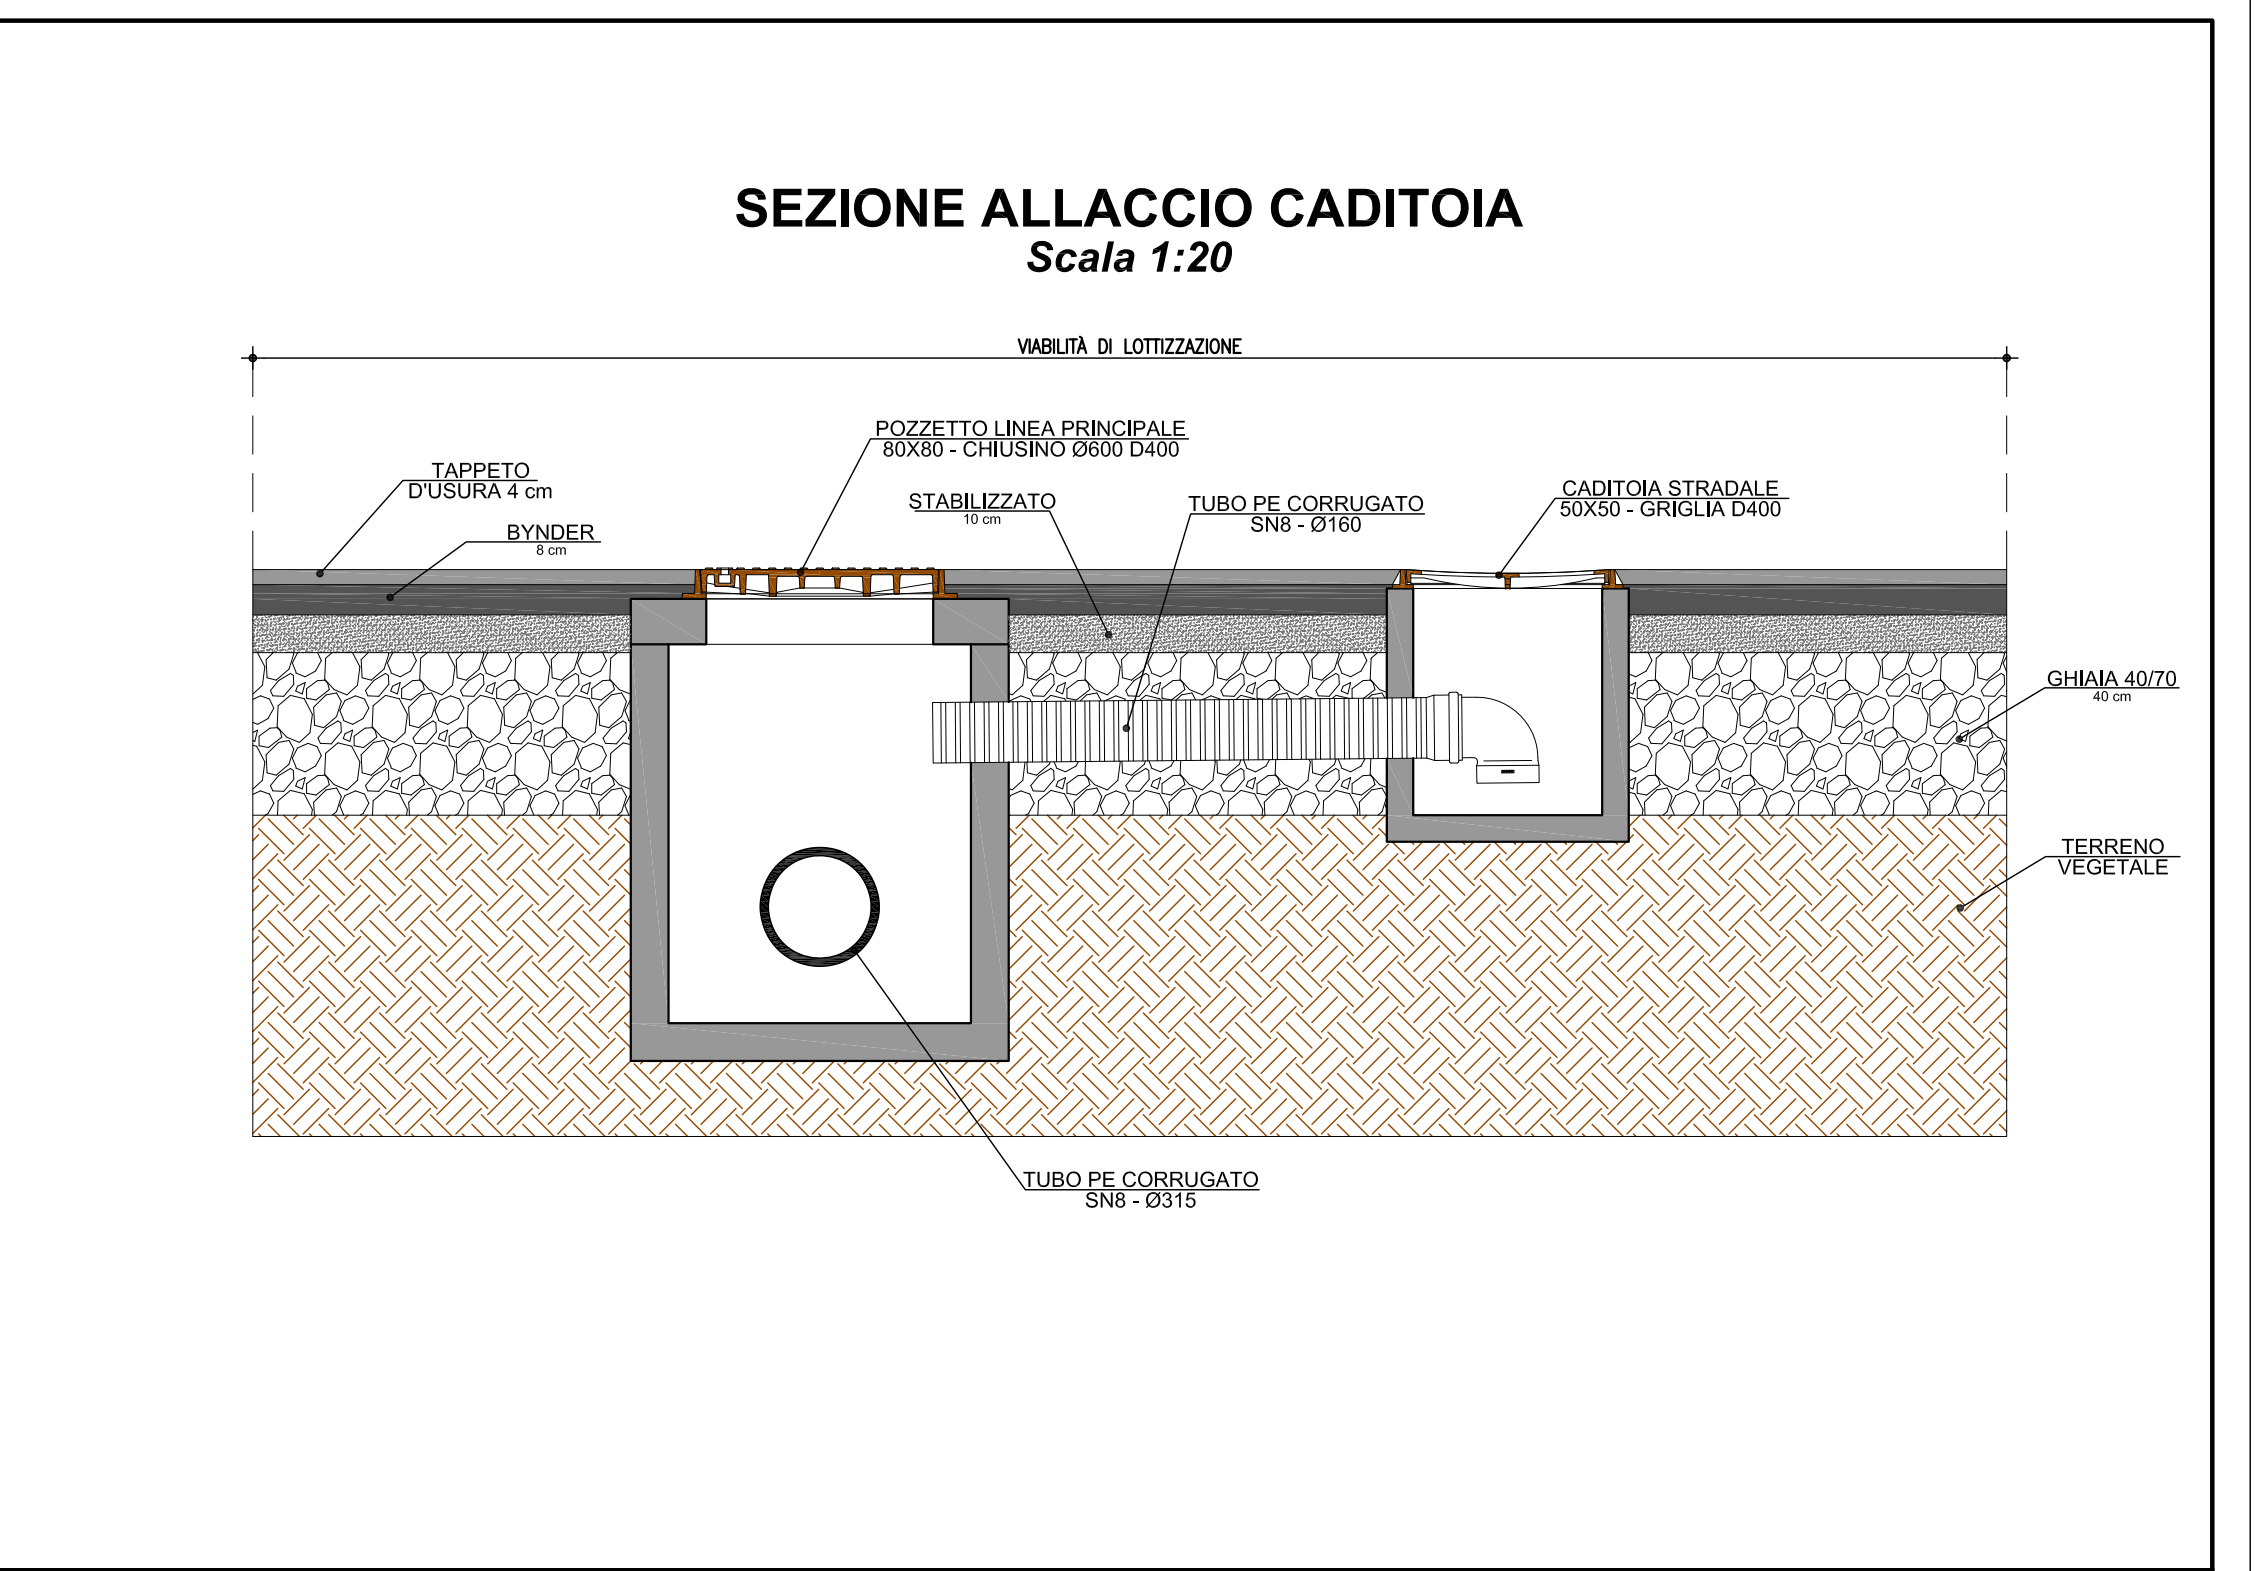 SEZIONE ALLACCIO CADITOIA
Scala 1:20
VIABILITÀ DI LOTTIZZAZIONE
POZZETTO LINEA PRINCIPALE
80X80 - CHIUSINO Ø600 D400
TAPPETO
D'USURA 4 cm
STABILIZZATO
10 cm
TUBO PE CORRUGATO
SN8 - Ø160
CADITOIA STRADALE
50X50 - GRIGLIA D400
BYNDER
8 cm
GHIAIA 40/70
40 cm
TERRENO
VEGETALE
TUBO PE CORRUGATO
SN8 - Ø315